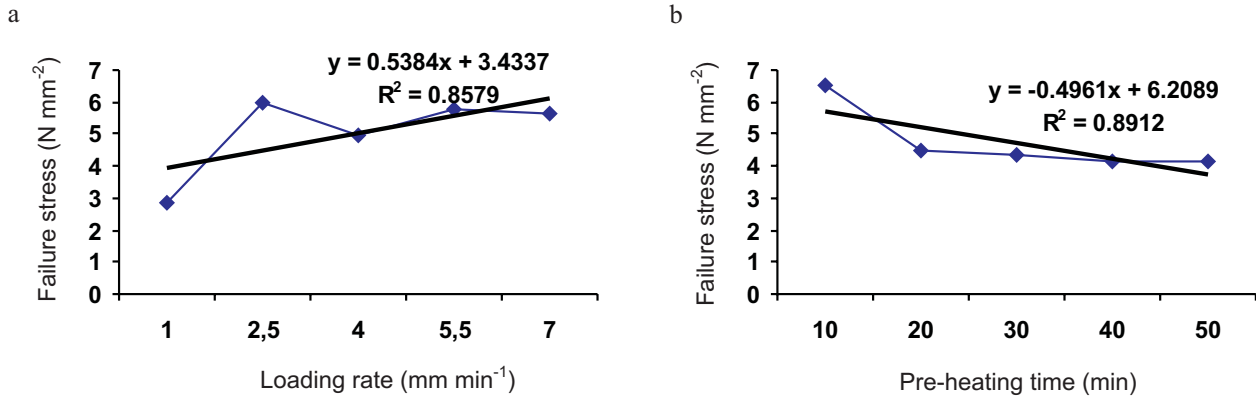 a
y = 0.5384x + 3.4337
R² = 0.8579
Failure stress (N mm⁻²)
7
6
5
4
3
2
1
0
1 2,5 4 5,5 7
Loading rate (mm min⁻¹)
b
y = -0.4961x + 6.2089
R² = 0.8912
Failure stress (N mm⁻²)
7
6
5
4
3
2
1
0
10 20 30 40 50
Pre-heating time (min)